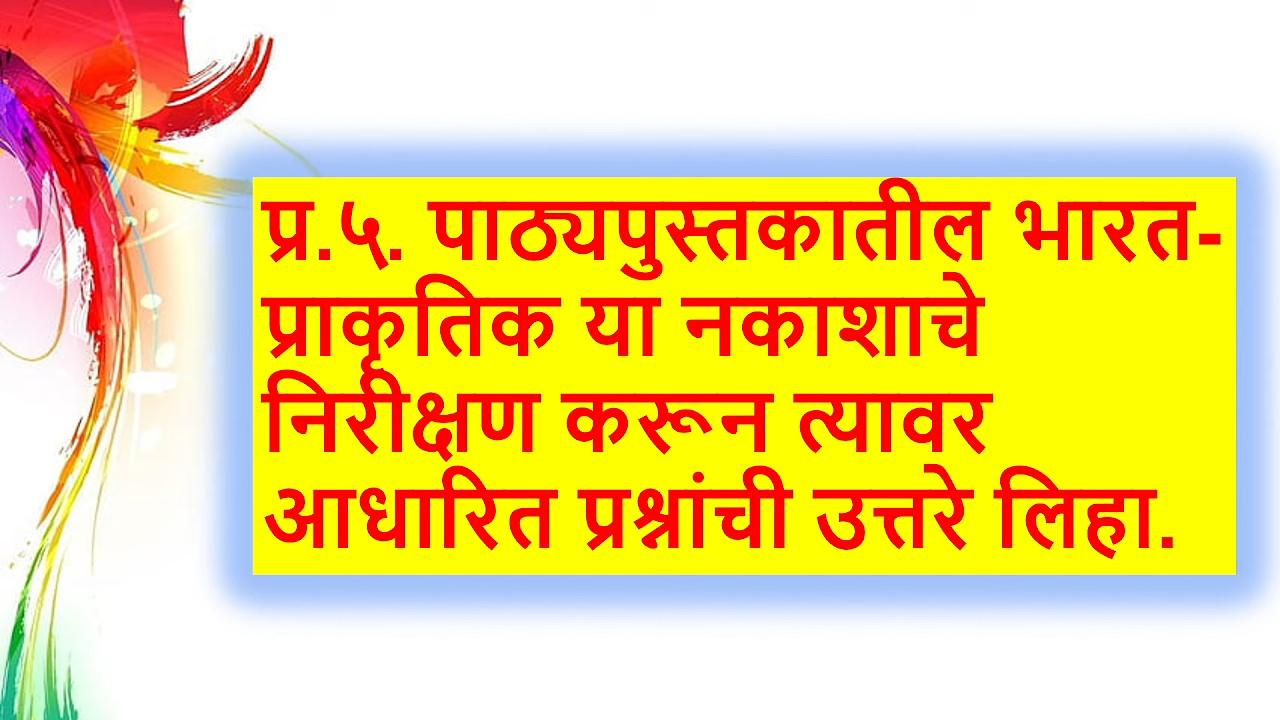 प्र.५. पाठ्यपुस्तकातील भारत-
प्राकृतिक या नकाशाचे
निरीक्षण करून त्यावर
आधारित प्रश्नांची उत्तरे लिहा.